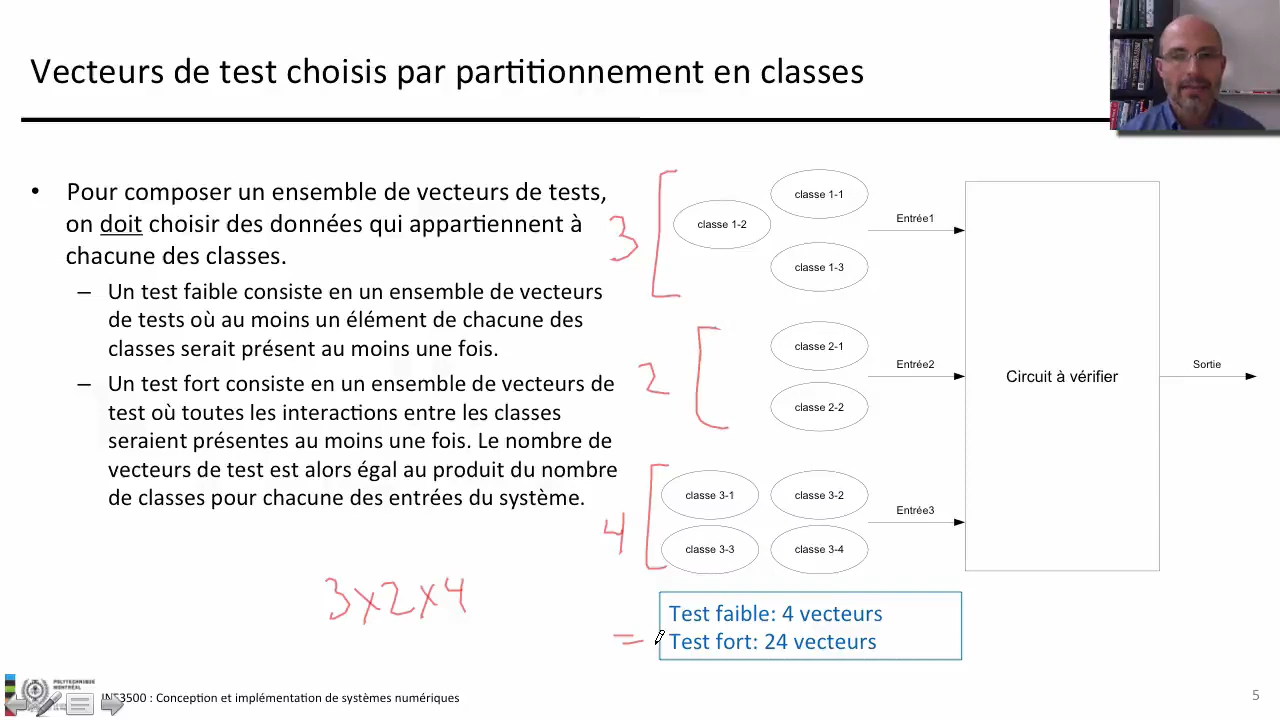 Vecteurs de test choisis par partitionnement en classes
• Pour composer un ensemble de vecteurs de tests,
on doit choisir des données qui appartiennent à
chacune des classes.
– Un test faible consiste en un ensemble de vecteurs
de tests où au moins un élément de chacune des
classes serait présent au moins une fois.
– Un test fort consiste en un ensemble de vecteurs de
test où toutes les interactions entre les classes
seraient présentes au moins une fois. Le nombre de
vecteurs de test est alors égal au produit du nombre
de classes pour chacune des entrées du système.
3x2x4
3
classe 1-1
classe 1-2
classe 1-3
Entrée1
2
classe 2-1
classe 2-2
Entrée2
4
classe 3-1
classe 3-2
classe 3-3
classe 3-4
Entrée3
Circuit à vérifier
Sortie
=
Test faible: 4 vecteurs
Test fort: 24 vecteurs
POLYTECHNIQUE
MONTRÉAL
INF3500 : Conception et implémentation de systèmes numériques
5